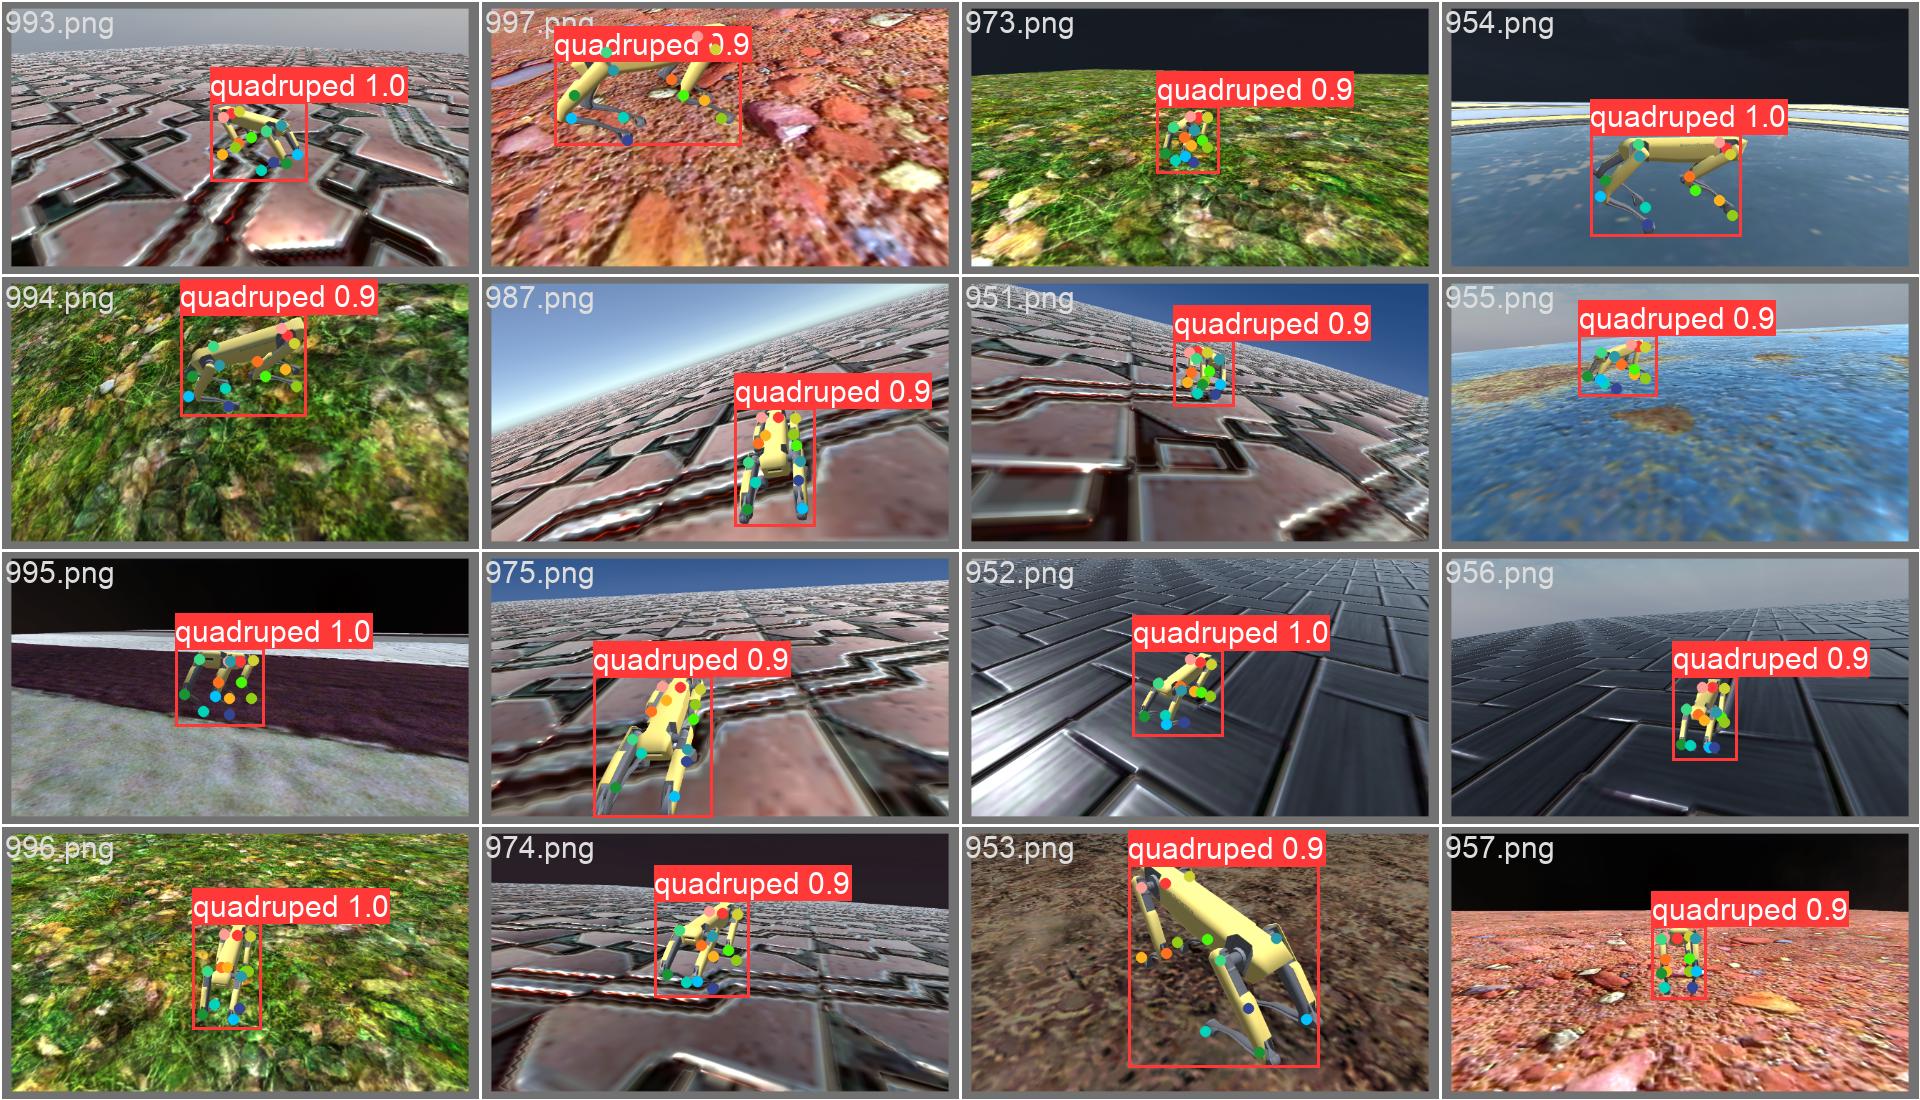 993.png
quadruped 1.0
997.png
quadruped 0.9
973.png
quadruped 0.9
954.png
quadruped 1.0
994.png
quadruped 0.9
987.png
quadruped 0.9
951.png
quadruped 0.9
955.png
quadruped 0.9
995.png
quadruped 1.0
975.png
quadruped 0.9
952.png
quadruped 1.0
956.png
quadruped 0.9
996.png
quadruped 1.0
974.png
quadruped 0.9
953.png
quadruped 0.9
957.png
quadruped 0.9